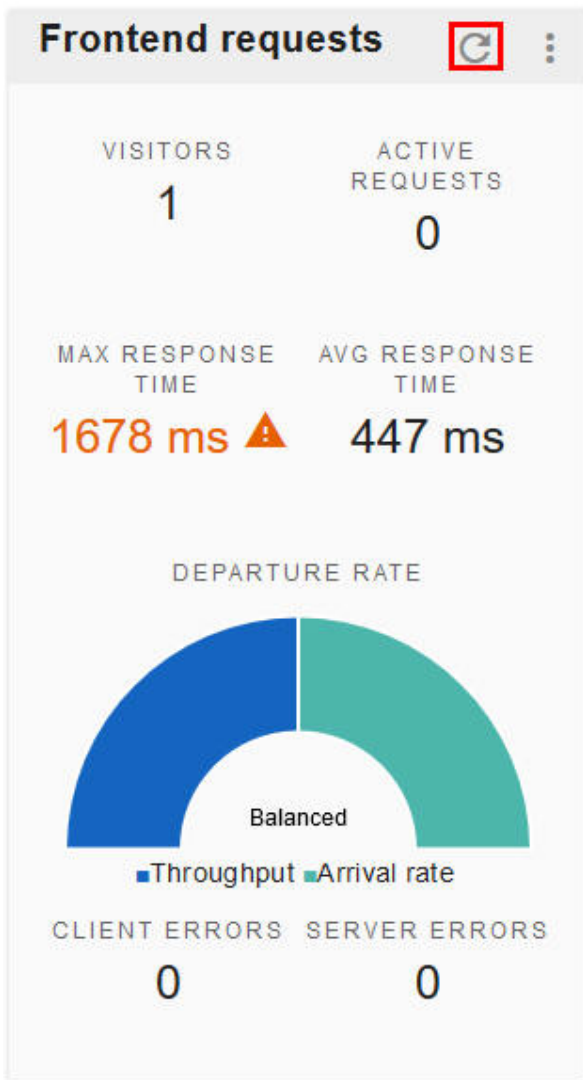 Frontend requests
VISITORS
1
ACTIVE
REQUESTS
0
MAX RESPONSE
TIME
1678 ms
AVG RESPONSE
TIME
447 ms
DEPARTURE RATE
Balanced
Throughput Arrival rate
CLIENT ERRORS
0
SERVER ERRORS
0